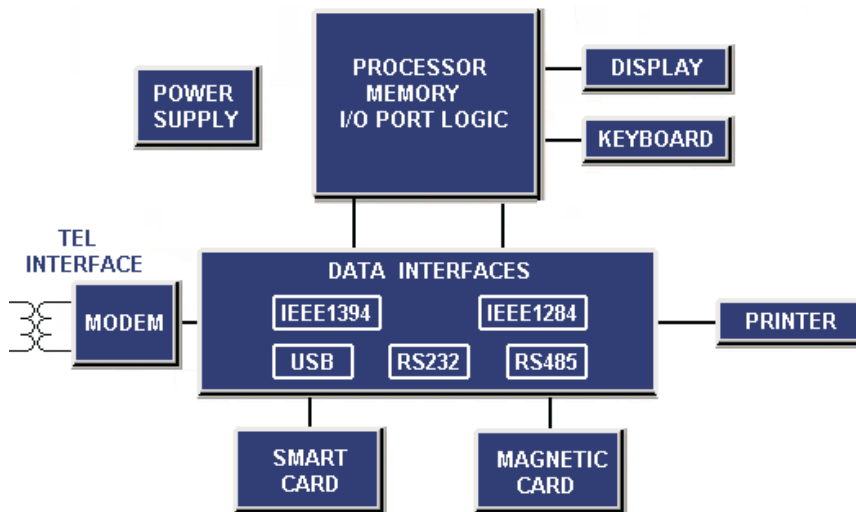 PROCESSOR
MEMORY
I/O PORT LOGIC
POWER
SUPPLY
DISPLAY
KEYBOARD
TEL
INTERFACE
MODEM
DATA INTERFACES
IEEE1394
IEEE1284
USB
RS232
RS485
PRINTER
SMART
CARD
MAGNETIC
CARD